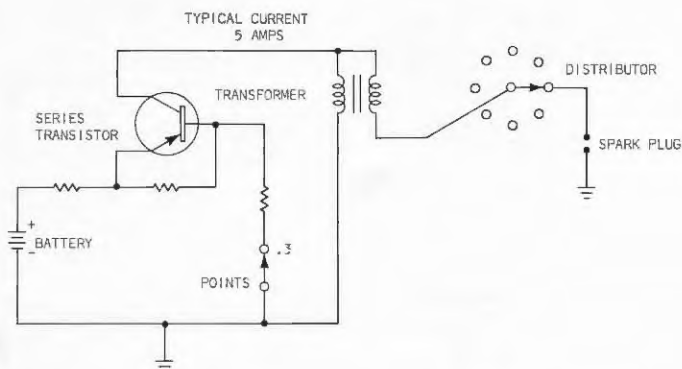 TYPICAL CURRENT
5 AMPS
DISTRIBUTOR
TRANSFORMER
SERIES
TRANSISTOR
SPARK PLUG
+
BATTERY
-
.3
POINTS